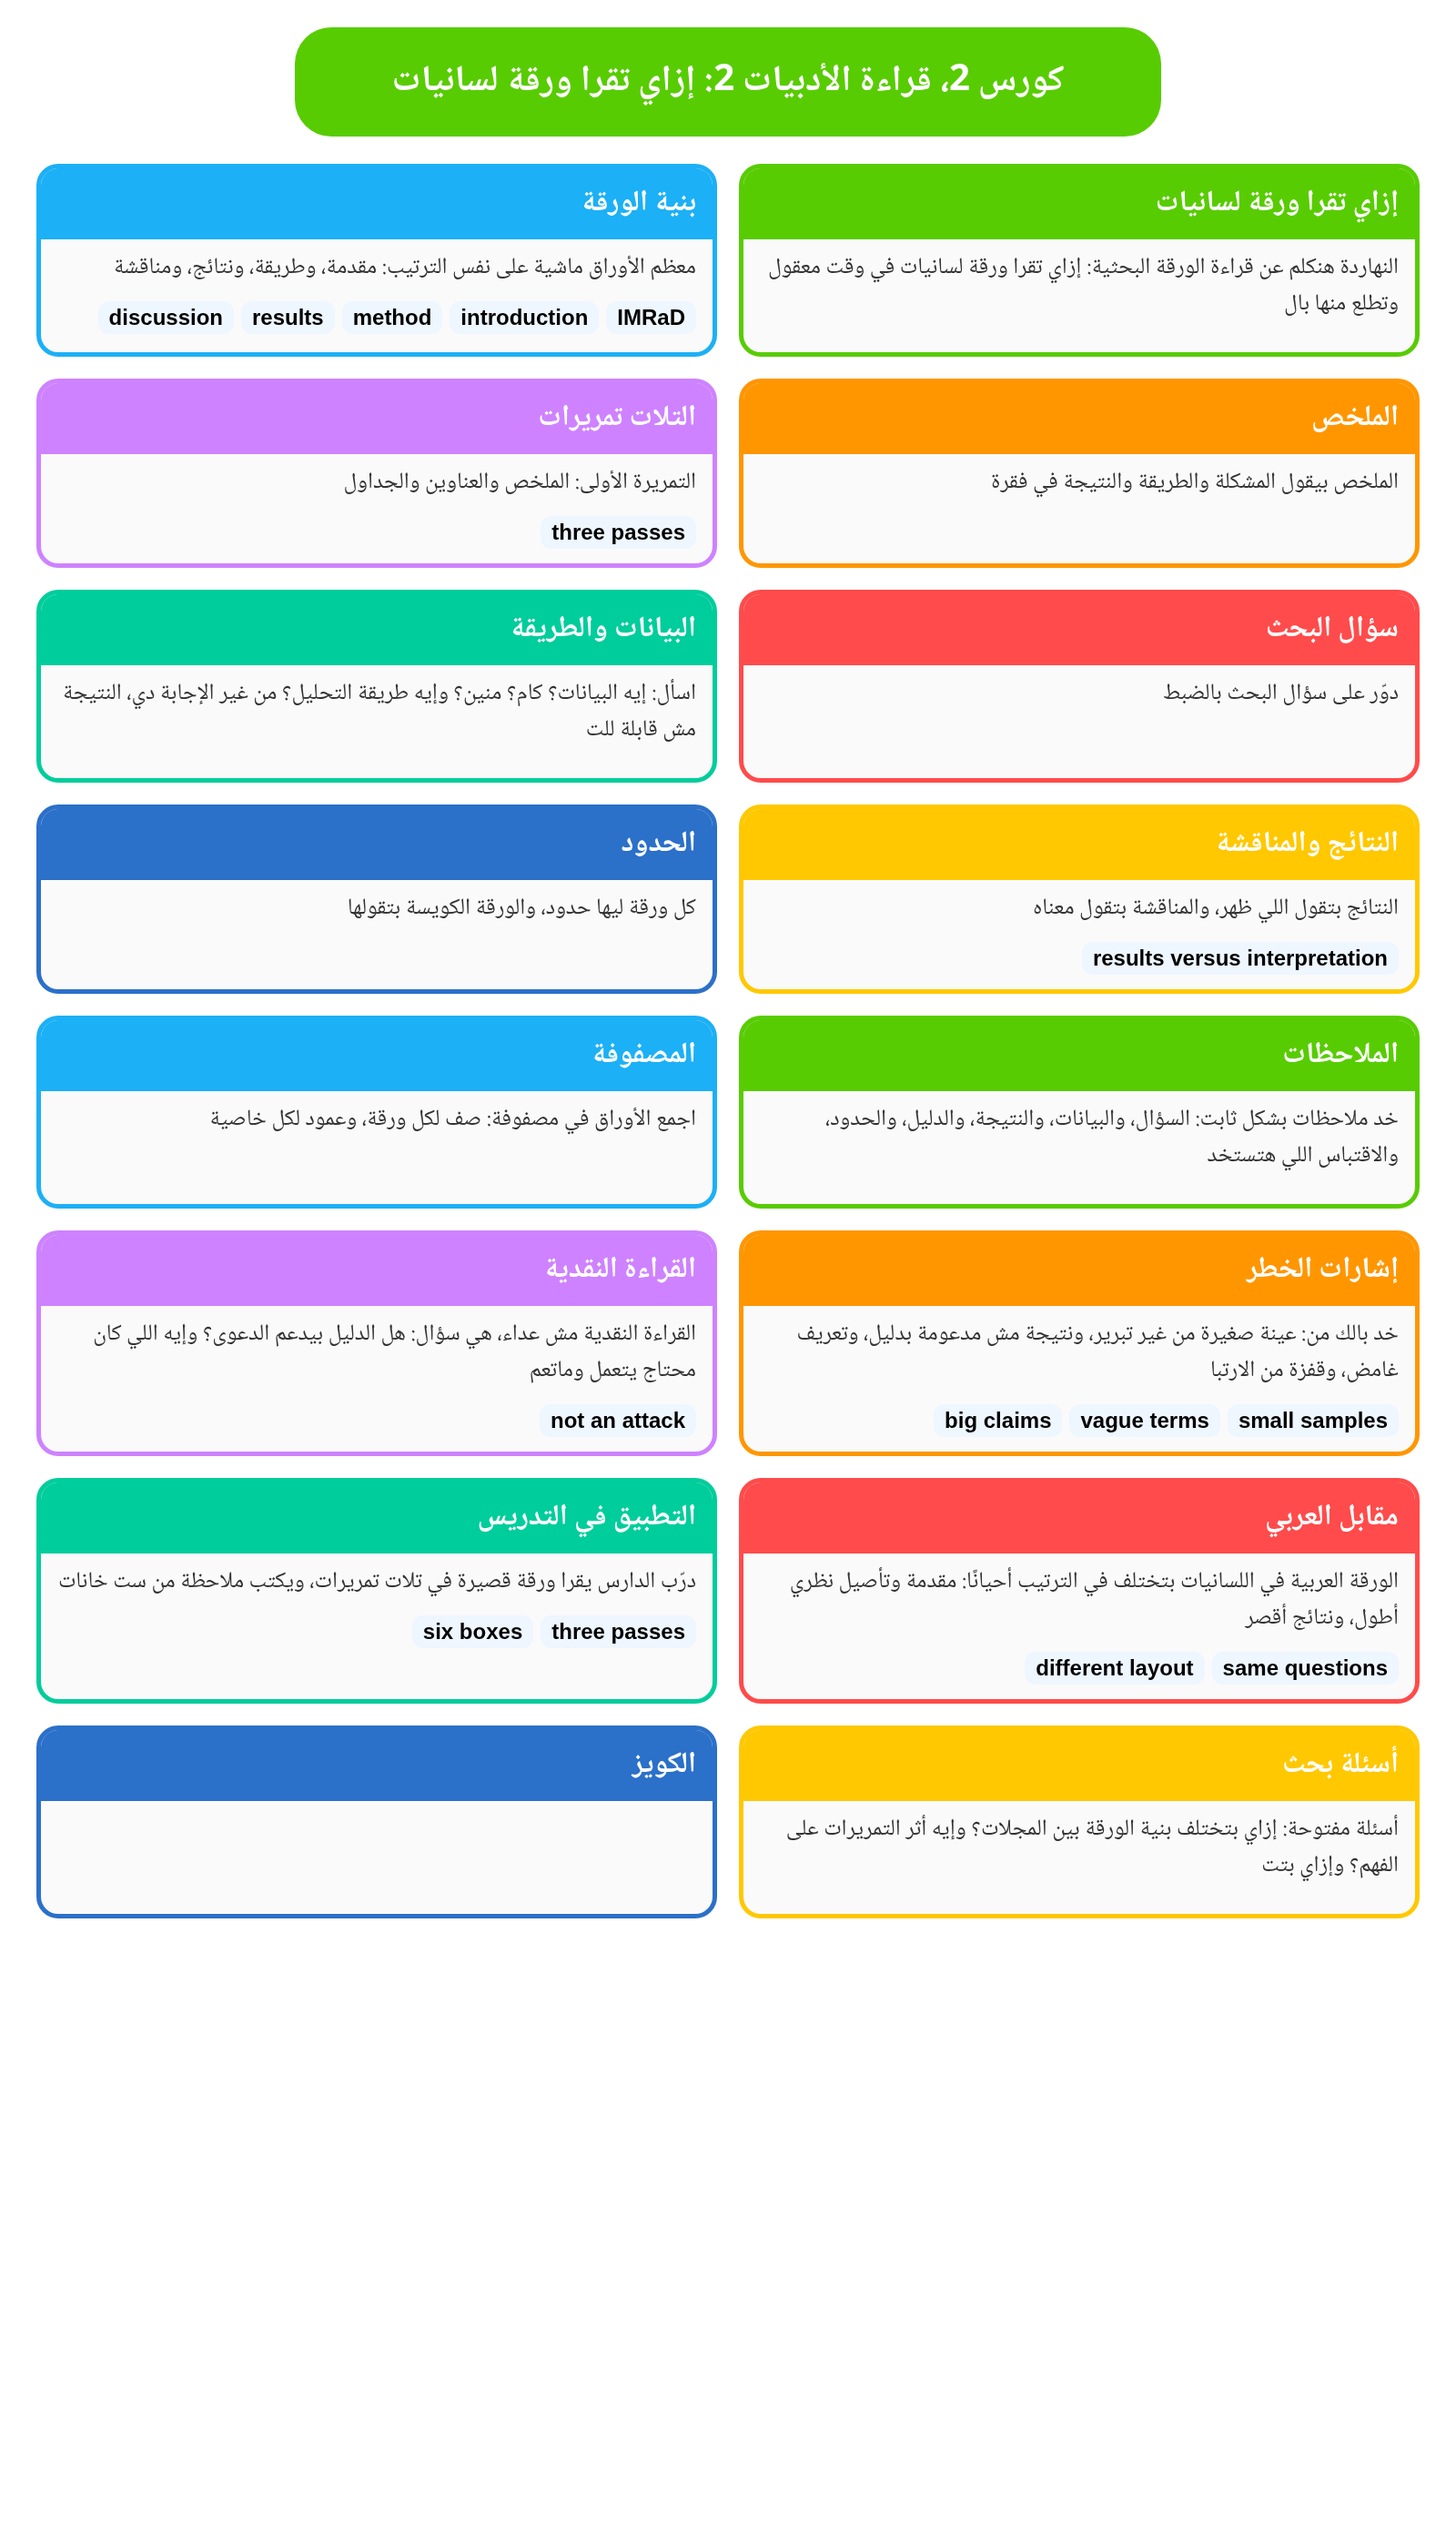 كورس 2، قراءة الأدبيات 2: إزاي تقرا ورقة لسانيات
إزاي تقرا ورقة لسانيات
النهاردة هنكلم عن قراءة الورقة البحثية: إزاي تقرا ورقة لسانيات في وقت معقول
وتطلع منها بال
بنية الورقة
معظم الأوراق ماشية على نفس الترتيب: مقدمة، وطريقة، ونتائج، ومناقشة
IMRaD introduction method results discussion
الملخص
الملخص بيقول المشكلة والطريقة والنتيجة في فقرة
التلات تمريرات
التمريرة الأولى: الملخص والعناوين والجداول
three passes
سؤال البحث
دوّر على سؤال البحث بالضبط
البيانات والطريقة
اسأل: إيه البيانات؟ كام؟ منين؟ وإيه طريقة التحليل؟ من غير الإجابة دي، النتيجة
مش قابلة للت
النتائج والمناقشة
النتائج بتقول اللي ظهر، والمناقشة بتقول معناه
results versus interpretation
الحدود
كل ورقة ليها حدود، والورقة الكويسة بتقولها
الملاحظات
خد ملاحظات بشكل ثابت: السؤال، والبيانات، والنتيجة، والدليل، والحدود،
والاقتباس اللي هتستخد
المصفوفة
اجمع الأوراق في مصفوفة: صف لكل ورقة، وعمود لكل خاصية
إشارات الخطر
خد بالك من: عينة صغيرة من غير تبرير، ونتيجة مش مدعومة بدليل، وتعريف
غامض، وقفزة من الارتبا
small samples vague terms big claims
القراءة النقدية
القراءة النقدية مش عداء، هي سؤال: هل الدليل بيدعم الدعوى؟ وإيه اللي كان
محتاج يتعمل وماتعم
not an attack
مقابل العربي
الورقة العربية في اللسانيات بتختلف في الترتيب أحيانًا: مقدمة وتأصيل نظري
أطول، ونتائج أقصر
same questions different layout
التطبيق في التدريس
درّب الدارس يقرا ورقة قصيرة في تلات تمريرات، ويكتب ملاحظة من ست خانات
three passes six boxes
أسئلة بحث
أسئلة مفتوحة: إزاي بتختلف بنية الورقة بين المجلات؟ وإيه أثر التمريرات على
الفهم؟ وإزاي بتت
الكويز